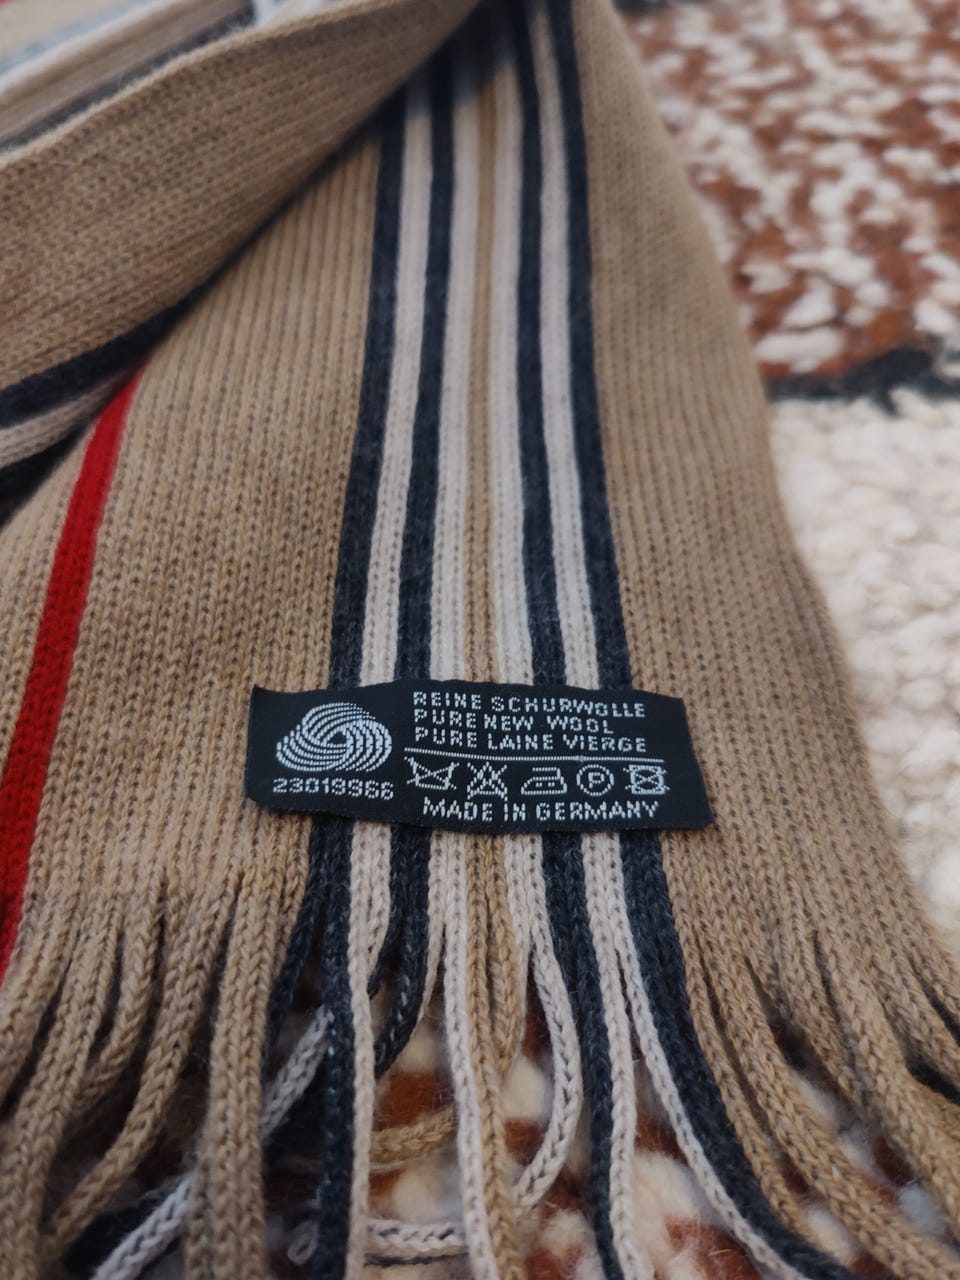 REINE SCHURWOLLE
PURE NEW WOOL
PURE LAINE VIERGE
23019966
P
MADE IN GERMANY